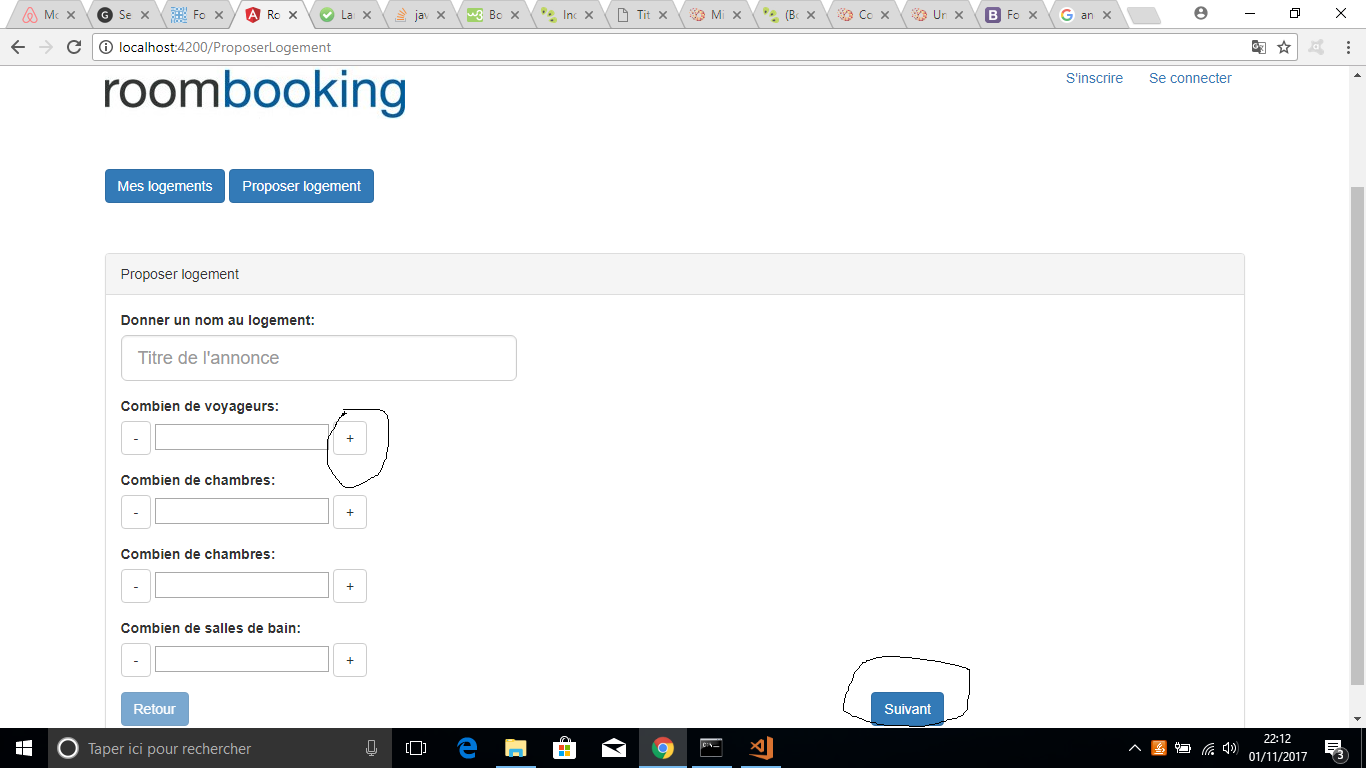 Mo
Se
Fo
Ro
La
jav
Bo
Inc
Tit
Mi
(Bo
Co
Un
Fo
an
localhost:4200/ProposerLogement
roombooking
S'inscrire Se connecter
Mes logements Proposer logement
Proposer logement
Donner un nom au logement:
Titre de l'annonce
Combien de voyageurs:
- +
Combien de chambres:
- +
Combien de chambres:
- +
Combien de salles de bain:
- +
Retour Suivant
Taper ici pour rechercher
22:12
01/11/2017
3